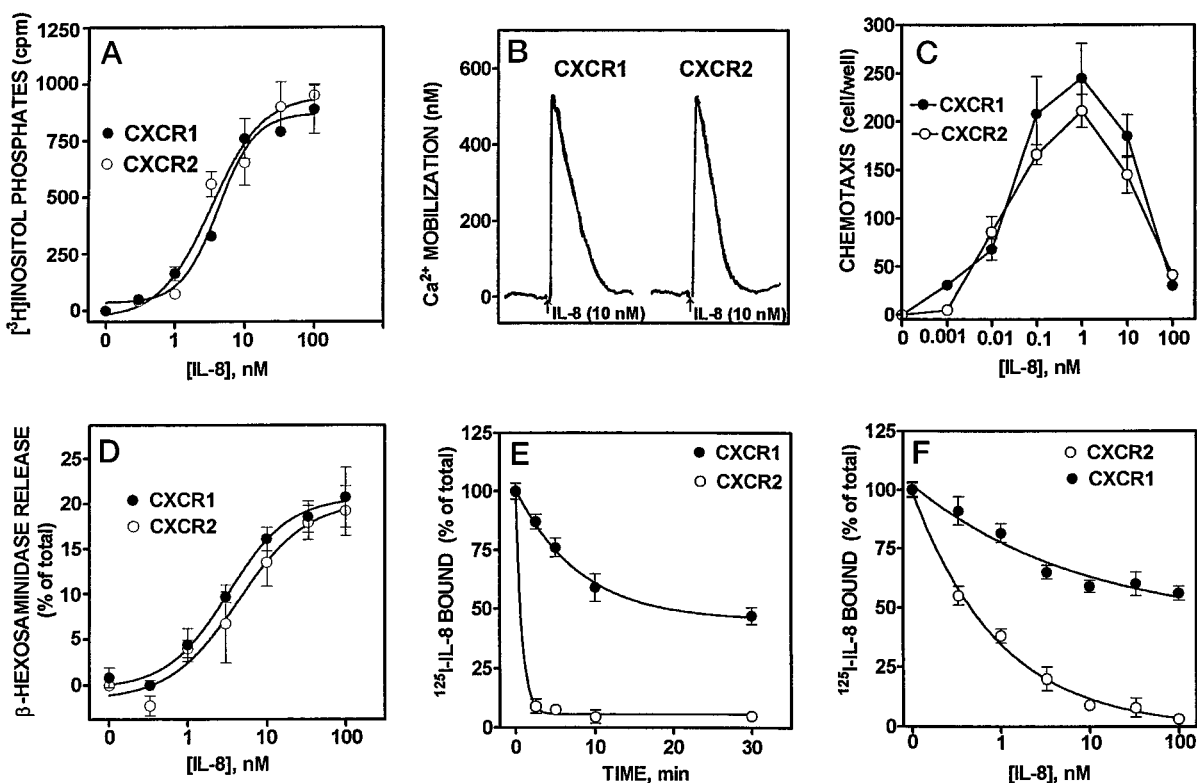 A
[³H]INOSITOL PHOSPHATES (cpm)
1250
1000
750
500
250
0
CXCR1
CXCR2
0
1
10
100
[IL-8], nM
B
Ca²⁺ MOBILIZATION (nM)
600
400
200
0
CXCR1
CXCR2
IL-8 (10 nM)
IL-8 (10 nM)
C
CHEMOTAXIS (cell/well)
300
250
200
150
100
50
0
CXCR1
CXCR2
0
0.001
0.01
0.1
1
10
100
[IL-8], nM
D
β-HEXOSAMINIDASE RELEASE
(% of total)
25
20
15
10
5
0
CXCR1
CXCR2
0
1
10
100
[IL-8], nM
E
¹²⁵I-IL-8 BOUND (% of total)
125
100
75
50
25
0
CXCR1
CXCR2
0
10
20
30
TIME, min
F
¹²⁵I-IL-8 BOUND (% of total)
125
100
75
50
25
0
CXCR2
CXCR1
0
1
10
100
[IL-8], nM